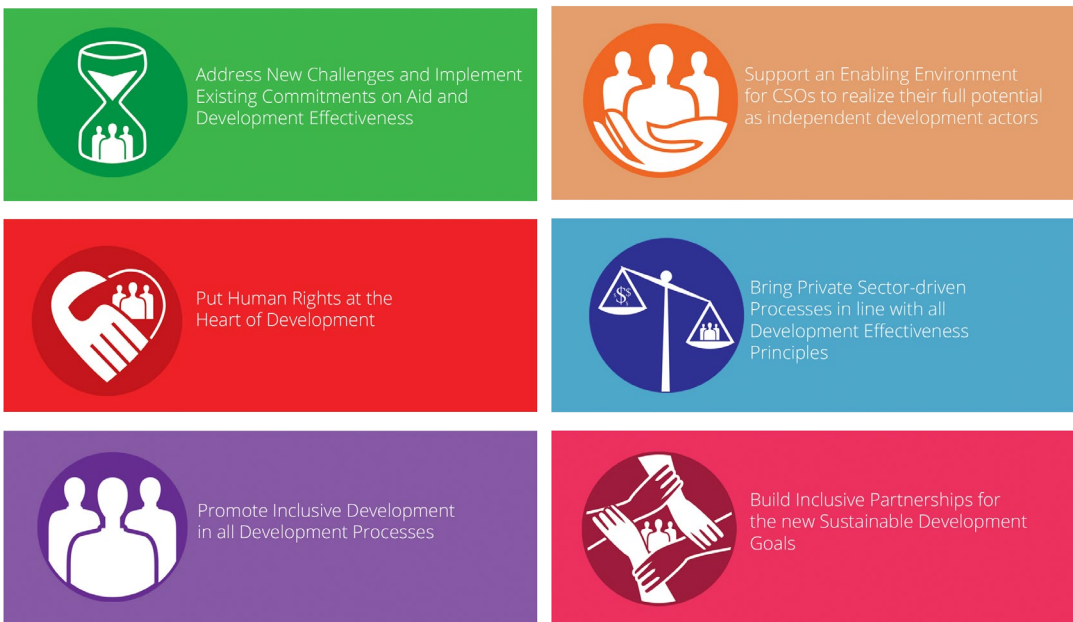 Address New Challenges and Implement
Existing Commitments on Aid and
Development Effectiveness
Support an Enabling Environment
for CSOs to realize their full potential
as independent development actors
Put Human Rights at the
Heart of Development
$$$
Bring Private Sector-driven
Processes in line with all
Development Effectiveness
Principles
Promote Inclusive Development
in all Development Processes
Build Inclusive Partnerships for
the new Sustainable Development
Goals